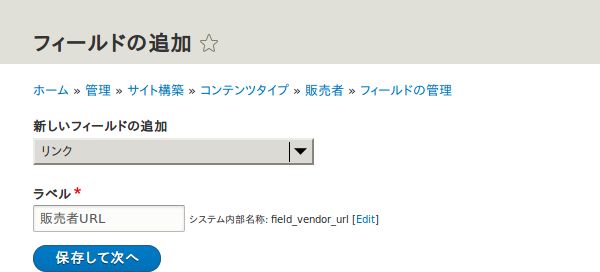 フィールドの追加
ホーム » 管理 » サイト構築 » コンテンツタイプ » 販売者 » フィールドの管理
新しいフィールドの追加
リンク
ラベル*
販売者URL システム内部名称: field_vendor_url [Edit]
保存して次へ